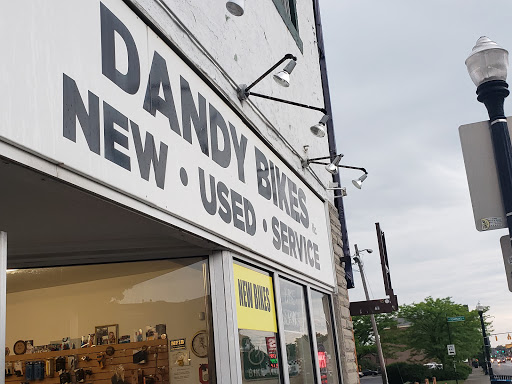 DANDY BIKES
NEW • USED • SERVICE
NEW BIKES